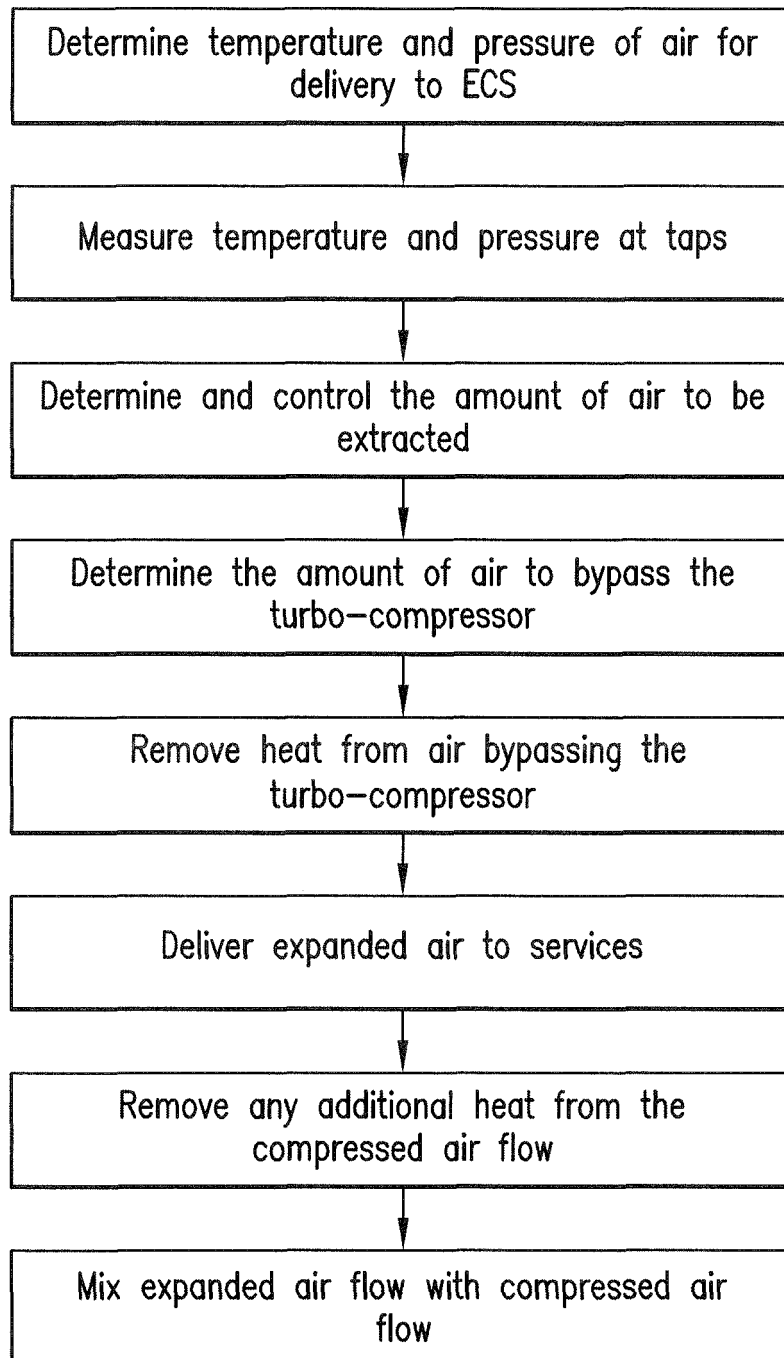 Determine temperature and pressure of air for
delivery to ECS
Measure temperature and pressure at taps
Determine and control the amount of air to be
extracted
Determine the amount of air to bypass the
turbo-compressor
Remove heat from air bypassing the
turbo-compressor
Deliver expanded air to services
Remove any additional heat from the
compressed air flow
Mix expanded air flow with compressed air
flow